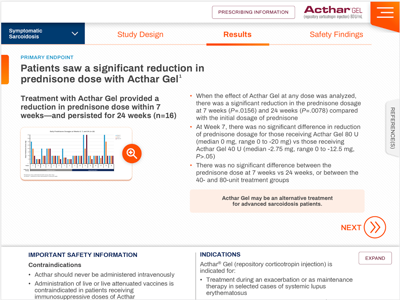 PRESCRIBING INFORMATION
Acthar GEL
(repository corticotropin injection) 80 U/mL
Symptomatic
Sarcoidosis
Study Design
Results
Safety Findings
PRIMARY ENDPOINT
Patients saw a significant reduction in
prednisone dose with Acthar Gel¹
Treatment with Acthar Gel provided a
reduction in prednisone dose within 7
weeks—and persisted for 24 weeks (n=16)
• When the effect of Acthar Gel at any dose was analyzed,
there was a significant reduction in the prednisone dosage
at 7 weeks (P=.0156) and 24 weeks (P=.0078) compared
with the initial dosage of prednisone
• At Week 7, there was no significant difference in reduction
of prednisone dosage for those receiving Acthar Gel 80 U
(median 0 mg, range 0 to -20 mg) vs those receiving
Acthar Gel 40 U (median -2.75 mg, range 0 to -12.5 mg,
P>.05)
• There was no significant difference between the
prednisone dose at 7 weeks vs 24 weeks, or between the
40- and 80-unit treatment groups
Acthar Gel may be an alternative treatment
for advanced sarcoidosis patients.
REFERENCE(S)
NEXT
IMPORTANT SAFETY INFORMATION
Contraindications
• Acthar should never be administered intravenously
• Administration of live or live attenuated vaccines is
contraindicated in patients receiving
immunosuppressive doses of Acthar
INDICATIONS
Acthar® Gel (repository corticotropin injection) is
indicated for:
• Treatment during an exacerbation or as maintenance
therapy in selected cases of systemic lupus
erythematosus
EXPAND